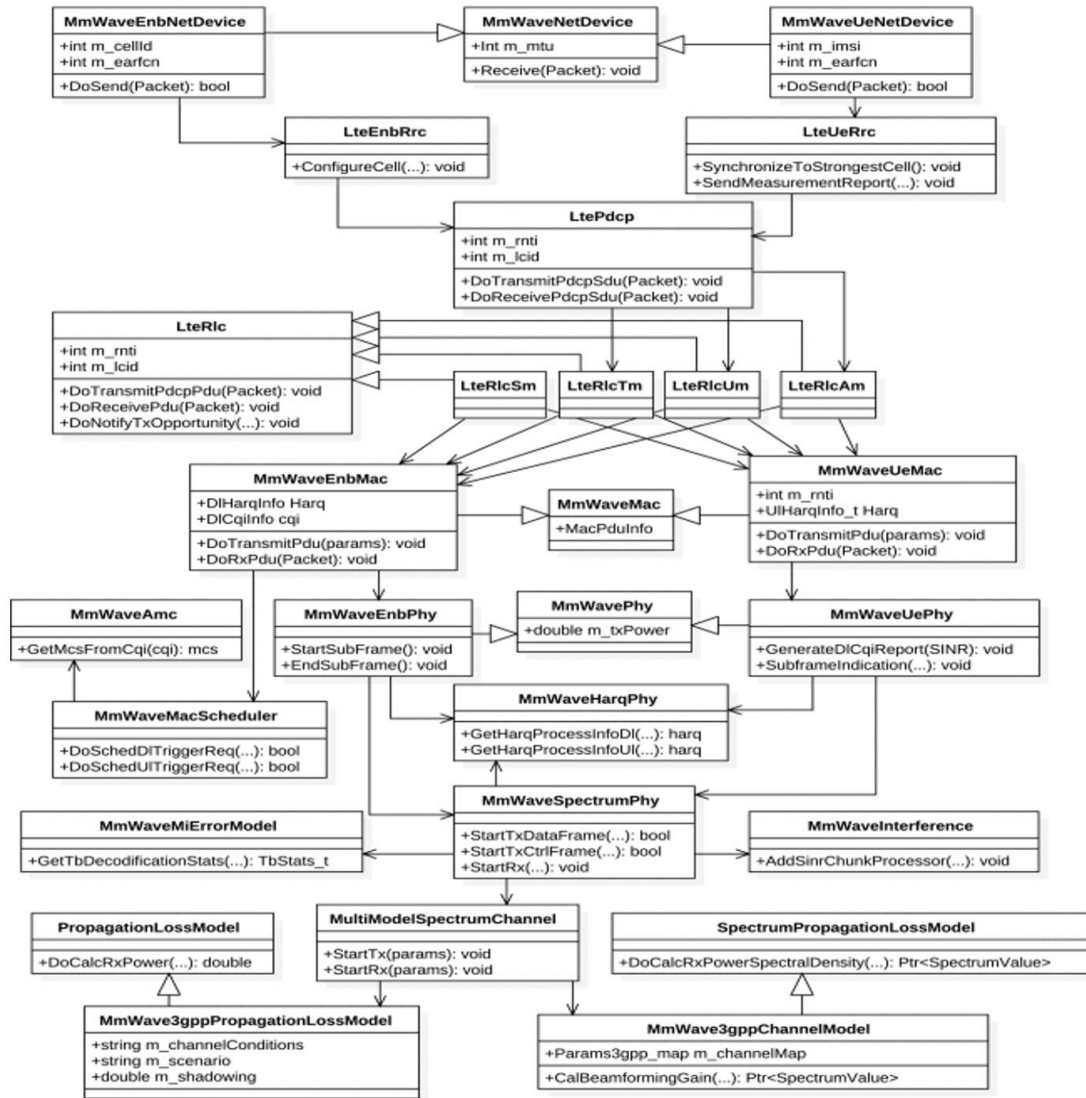 MmWaveEnbNetDevice
+int m_cellId
+int m_earfcn
+DoSend(Packet): bool
MmWaveNetDevice
+Int m_mtu
+Receive(Packet): void
MmWaveUeNetDevice
+int m_imsi
+int m_earfcn
+DoSend(Packet): bool
LteEnbRrc
+ConfigureCell(...): void
LteUeRrc
+SynchronizeToStrongestCell(): void
+SendMeasurementReport(...): void
LtePdcp
+int m_rnti
+int m_lcid
+DoTransmitPdcpSdu(Packet): void
+DoReceivePdcpSdu(Packet): void
LteRlc
+int m_rnti
+int m_lcid
+DoTransmitPdcpPdu(Packet): void
+DoReceivePdu(Packet): void
+DoNotifyTxOpportunity(...): void
LteRlcSm
LteRlcTm
LteRlcUm
LteRlcAm
MmWaveEnbMac
+DlHarqInfo Harq
+DlCqiInfo cqi
+DoTransmitPdu(params): void
+DoRxPdu(Packet): void
MmWaveMac
+MacPduInfo
MmWaveUeMac
+int m_rnti
+UlHarqInfo_t Harq
+DoTransmitPdu(params): void
+DoRxPdu(Packet): void
MmWaveAmc
+GetMcsFromCqi(cqi): mcs
MmWaveEnbPhy
+StartSubFrame(): void
+EndSubFrame(): void
MmWavePhy
+double m_txPower
MmWaveUePhy
+GenerateDlCqiReport(SINR): void
+SubframeIndication(...): void
MmWaveMacScheduler
+DoSchedDlTriggerReq(...): bool
+DoSchedUlTriggerReq(...): bool
MmWaveHarqPhy
+GetHarqProcessInfoDl(...): harq
+GetHarqProcessInfoUl(...): harq
MmWaveMiErrorModel
+GetTbDecodificationStats(...): TbStats_t
MmWaveSpectrumPhy
+StartTxDataFrame(...): bool
+StartTxCtrlFrame(...): bool
+StartRx(...): void
MmWaveInterference
+AddSinrChunkProcessor(...): void
PropagationLossModel
+DoCalcRxPower(...): double
MultiModelSpectrumChannel
+StartTx(params): void
+StartRx(params): void
SpectrumPropagationLossModel
+DoCalcRxPowerSpectralDensity(...): Ptr<SpectrumValue>
MmWave3gppPropagationLossModel
+string m_channelConditions
+string m_scenario
+double m_shadowing
MmWave3gppChannelModel
+Params3gpp_map m_channelMap
+CalBeamformingGain(...): Ptr<SpectrumValue>